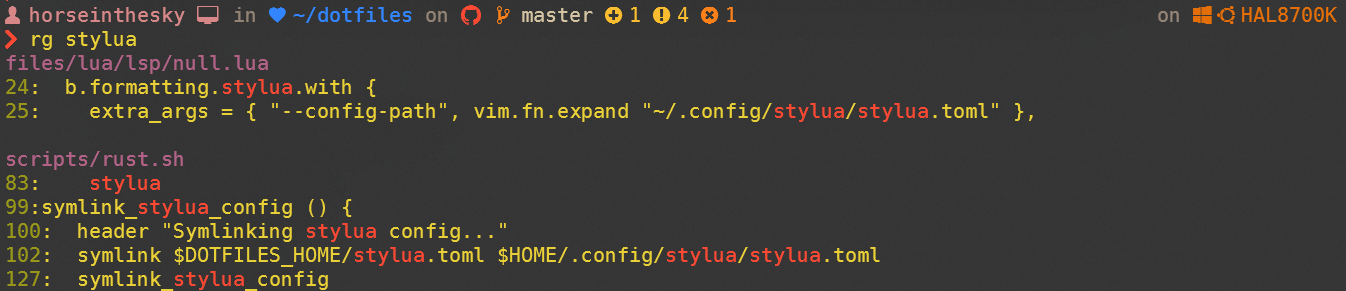 horseinthesky in ~/dotfiles on master 1 4 1 on HAL8700K
❯ rg stylua
files/lua/lsp/null.lua
24:  b.formatting.stylua.with {
25:    extra_args = { "--config-path", vim.fn.expand "~/.config/stylua/stylua.toml" },
scripts/rust.sh
83:    stylua
99:symlink_stylua_config () {
100:  header "Symlinking stylua config..."
102:  symlink $DOTFILES_HOME/stylua.toml $HOME/.config/stylua/stylua.toml
127:  symlink_stylua_config